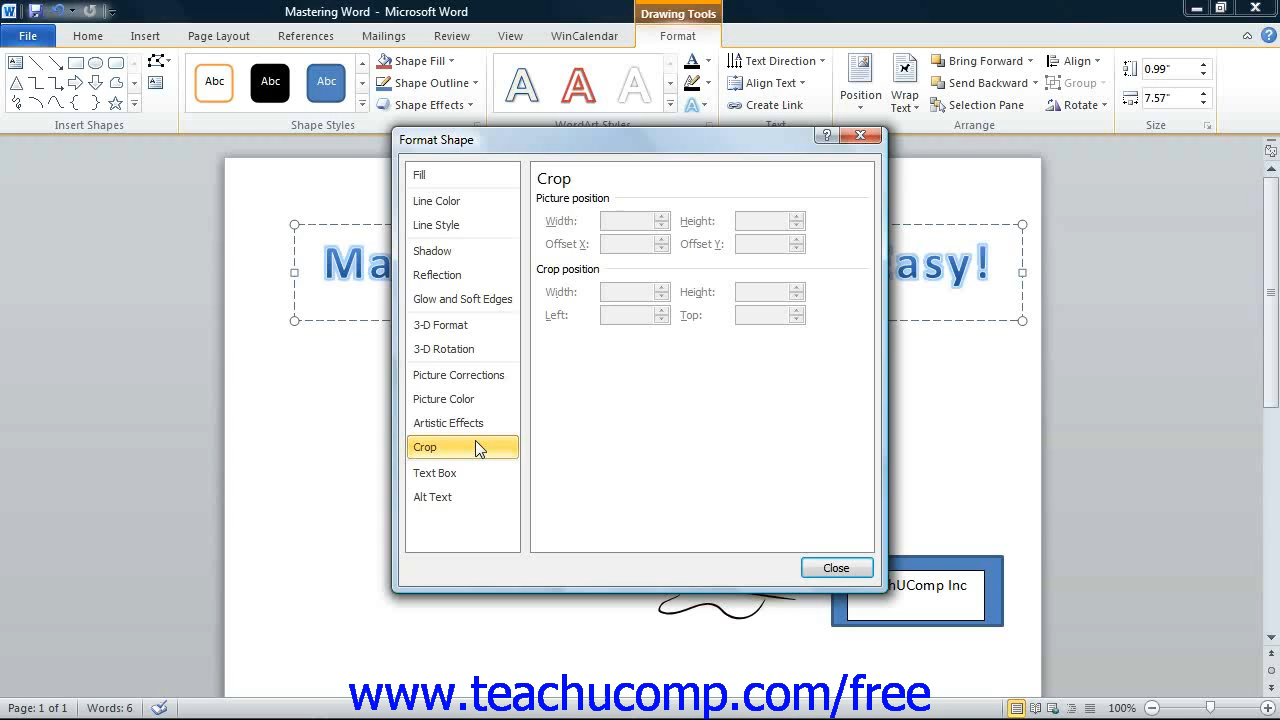 Mastering Word - Microsoft Word
Drawing Tools
File Home Insert Page Layout References Mailings Review View WinCalendar Format
Abc Abc Abc
Shape Fill
Shape Outline
Shape Effects
A A A
Text Direction
Align Text
Create Link
Position
Wrap
Text
Bring Forward
Send Backward
Selection Pane
Align
Group
Rotate
0.99"
7.57"
Insert Shapes Shape Styles WordArt Styles Text Arrange Size
Format Shape
Fill
Line Color
Line Style
Shadow
Reflection
Glow and Soft Edges
3-D Format
3-D Rotation
Picture Corrections
Picture Color
Artistic Effects
Crop
Text Box
Alt Text
Crop
Picture position
Width: Height:
Offset X: Offset Y:
Crop position
Width: Height:
Left: Top:
Close
Ma
asy!
hUComp Inc
www.teachucomp.com/free
Page: 1 of 1 Words: 6 100%